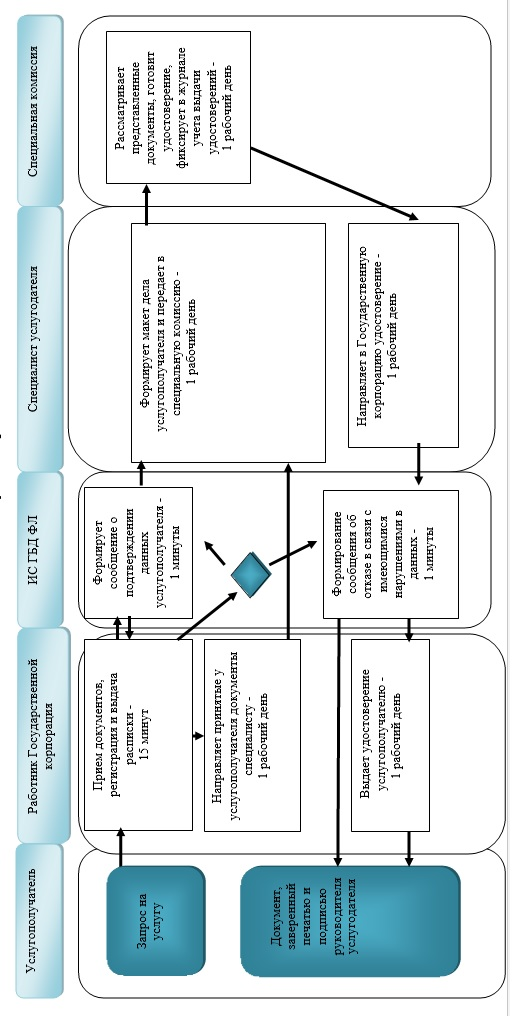 Услугополучатель
Работник Государственной
корпорация
ИС ГБД ФЛ
Специалист услугодателя
Специальная комиссия
Запрос на
услугу
Прием документов,
регистрация и выдача
расписки -
15 минут
Формирует
сообщение о
подтверждении
данных
услугополучателя -
1 минуты
Формирует макет дела
услугополучателя и передает в
специальную комиссию -
1 рабочий день
Рассматривает
представленные
документы, готовит
удостоверение,
фиксирует в журнале
учета выдачи
удостоверений -
1 рабочий день
Направляет принятые у
услугополучателя документы
специалисту -
1 рабочий день
Документ,
заверенный
печатью и
подписью
руководителя
услугодателя
Выдает удостоверение
услугополучателю -
1 рабочий день
Формирование
сообщения об
отказе в связи с
имеющимися
нарушениями в
данных -
1 минуты
Направляет в Государственную
корпорацию удостоверение -
1 рабочий день